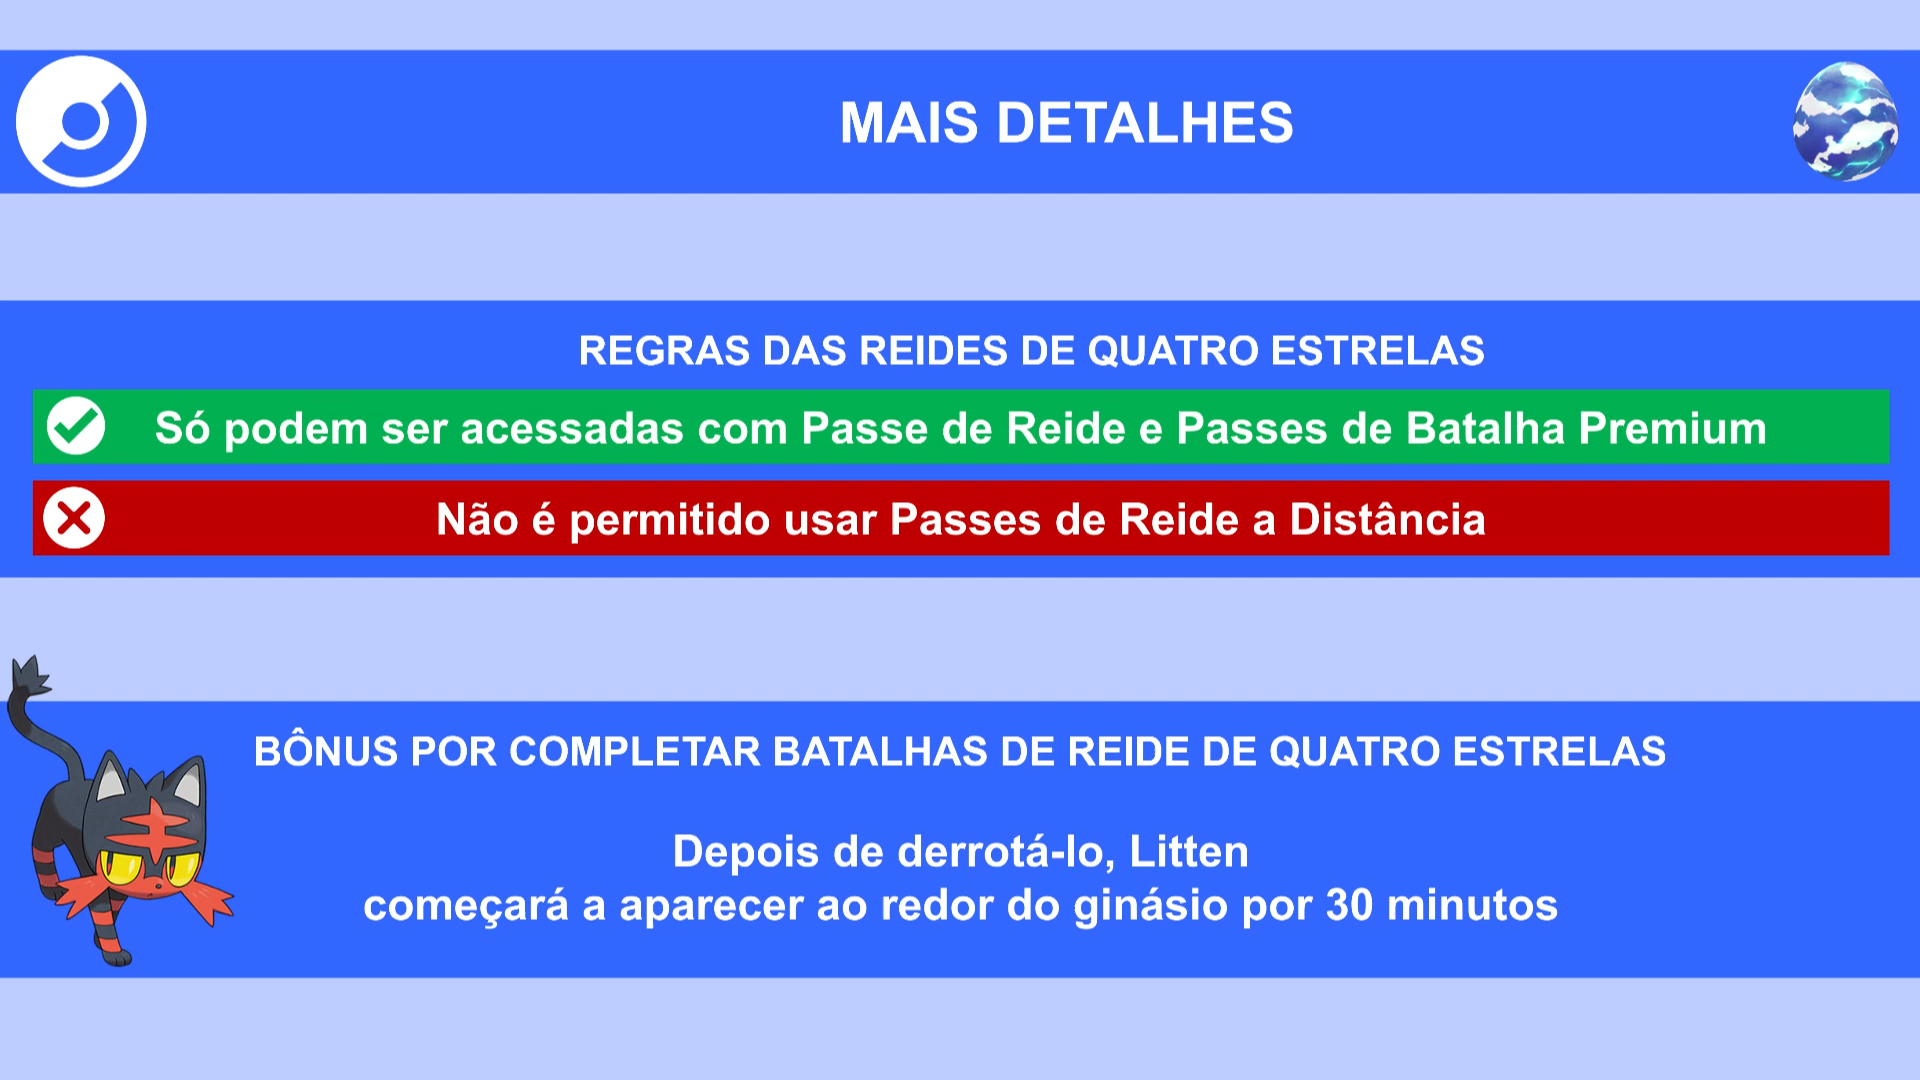 MAIS DETALHES
REGRAS DAS REIDES DE QUATRO ESTRELAS
Só podem ser acessadas com Passe de Reide e Passes de Batalha Premium
Não é permitido usar Passes de Reide a Distância
BÔNUS POR COMPLETAR BATALHAS DE REIDE DE QUATRO ESTRELAS
Depois de derrotá-lo, Litten
começará a aparecer ao redor do ginásio por 30 minutos